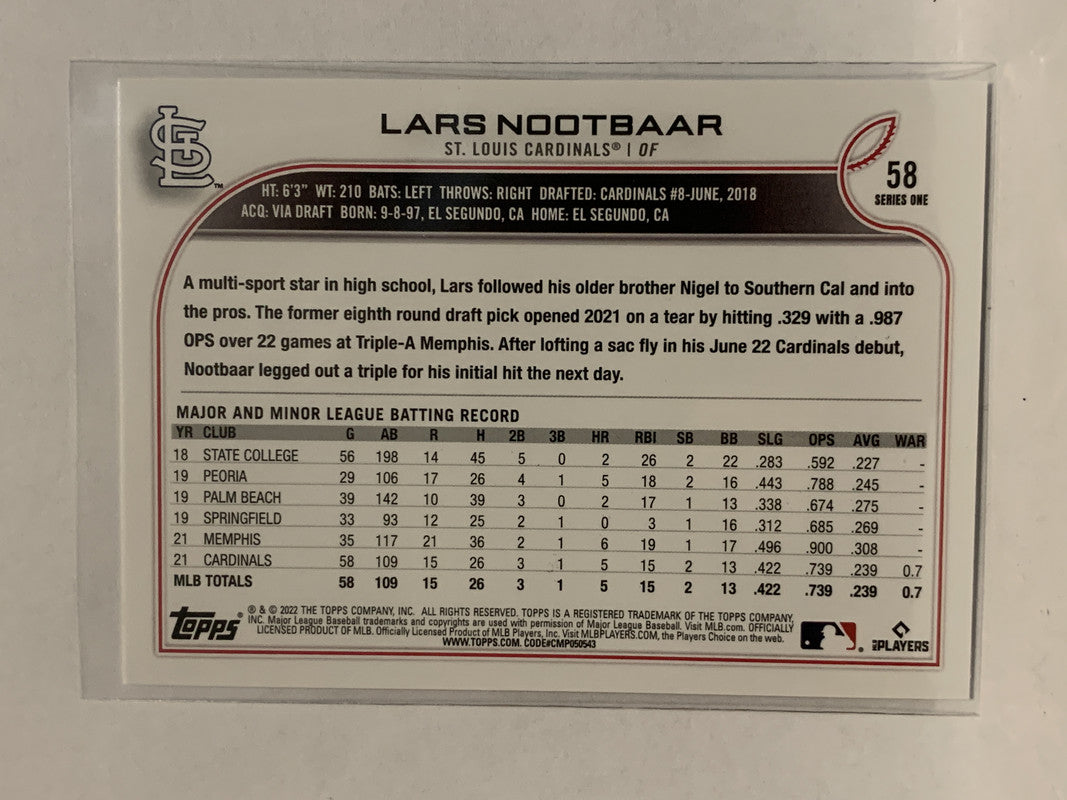 STL ™
LARS NOOTBAAR
ST. LOUIS CARDINALS® | OF
58
SERIES ONE
HT: 6'3" WT: 210 BATS: LEFT THROWS: RIGHT DRAFTED: CARDINALS #8-JUNE, 2018
ACQ: VIA DRAFT BORN: 9-8-97, EL SEGUNDO, CA HOME: EL SEGUNDO, CA
A multi-sport star in high school, Lars followed his older brother Nigel to Southern Cal and into
the pros. The former eighth round draft pick opened 2021 on a tear by hitting .329 with a .987
OPS over 22 games at Triple-A Memphis. After lofting a sac fly in his June 22 Cardinals debut,
Nootbaar legged out a triple for his initial hit the next day.
MAJOR AND MINOR LEAGUE BATTING RECORD
YR CLUB G AB R H 2B 3B HR RBI SB BB SLG OPS AVG WAR
18 STATE COLLEGE 56 198 14 45 5 0 2 26 2 22 .283 .592 .227 -
19 PEORIA 29 106 17 26 4 1 5 18 2 16 .443 .788 .245 -
19 PALM BEACH 39 142 10 39 3 0 2 17 1 13 .338 .674 .275 -
19 SPRINGFIELD 33 93 12 25 2 1 0 3 1 16 .312 .685 .269 -
21 MEMPHIS 35 117 21 36 2 1 6 19 1 17 .496 .900 .308 -
21 CARDINALS 58 109 15 26 3 1 5 15 2 13 .422 .739 .239 0.7
MLB TOTALS 58 109 15 26 3 1 5 15 2 13 .422 .739 .239 0.7
Topps®
® & © 2022 THE TOPPS COMPANY, INC. ALL RIGHTS RESERVED. TOPPS IS A REGISTERED TRADEMARK OF THE TOPPS COMPANY,
INC. Major League Baseball trademarks and copyrights are used with permission of Major League Baseball. Visit MLB.com. OFFICIALLY
LICENSED PRODUCT OF MLB. Officially Licensed Product of MLB Players, Inc. Visit MLBPLAYERS.COM, the Players Choice on the web.
WWW.TOPPS.COM. CODE#CMP050543
MLB PLAYERS